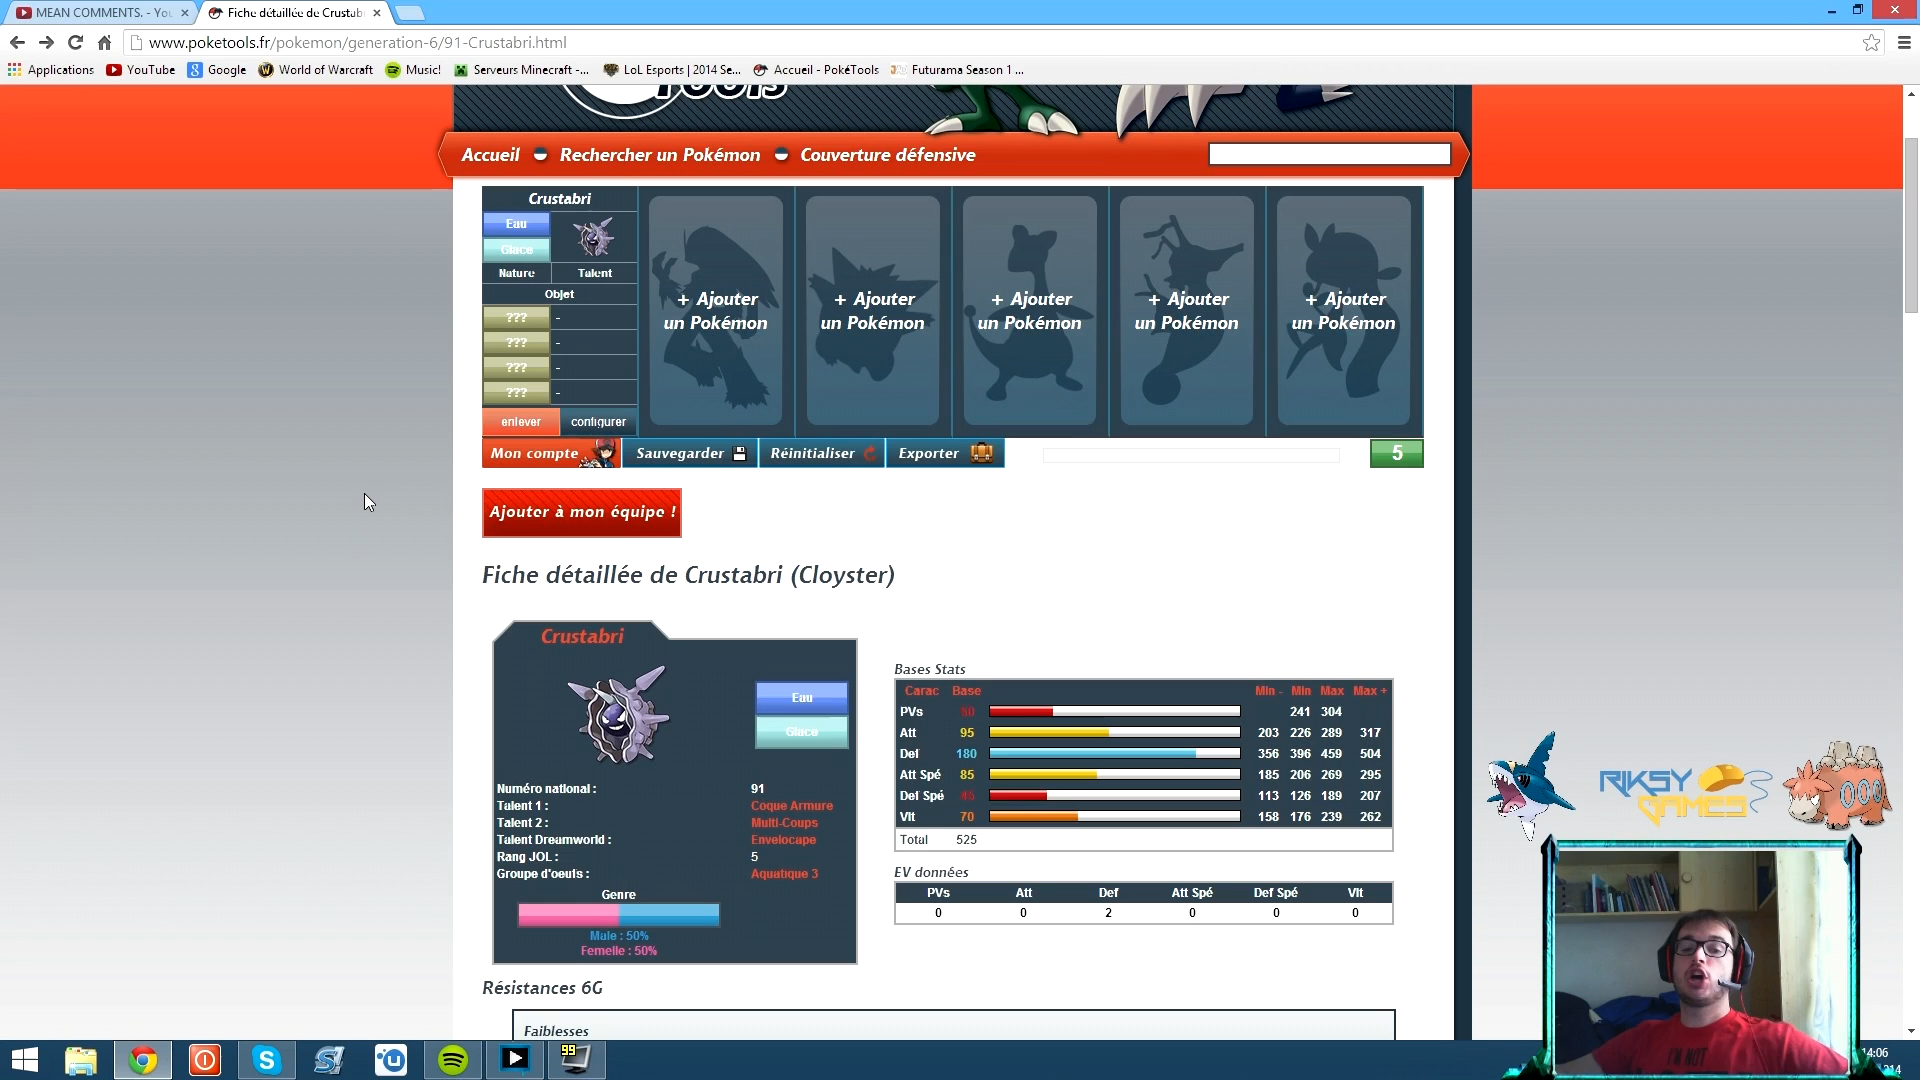 MEAN COMMENTS. - You
Fiche détaillée de Crustab
www.poketools.fr/pokemon/generation-6/91-Crustabri.html
Applications YouTube Google World of Warcraft Music! Serveurs Minecraft -... LoL Esports | 2014 Se... Accueil - PokéTools Futurama Season 1 ...
Tools
Accueil Rechercher un Pokémon Couverture défensive
Crustabri
Eau
Glace
Nature Talent
Objet
??? -
??? -
??? -
??? -
enlever configurer
+ Ajouter
un Pokémon
+ Ajouter
un Pokémon
+ Ajouter
un Pokémon
+ Ajouter
un Pokémon
+ Ajouter
un Pokémon
Mon compte Sauvegarder Réinitialiser Exporter 5
Ajouter à mon équipe !
Fiche détaillée de Crustabri (Cloyster)
Crustabri
Eau
Glace
Numéro national : 91
Talent 1 : Coque Armure
Talent 2 : Multi-Coups
Talent Dreamworld : Envelocape
Rang JOL : 5
Groupe d'oeufs : Aquatique 3
Genre
Male : 50%
Femelle : 50%
Bases Stats
Carac Base Min - Min Max Max +
PVs 50 241 304
Att 95 203 226 289 317
Def 180 356 396 459 504
Att Spé 85 185 206 269 295
Def Spé 45 113 126 189 207
Vit 70 158 176 239 262
Total 525
EV données
PVs Att Def Att Spé Def Spé Vit
0 0 2 0 0 0
Résistances 6G
Faiblesses
RIKSY
GAMES
I'M NOT
99
14:06